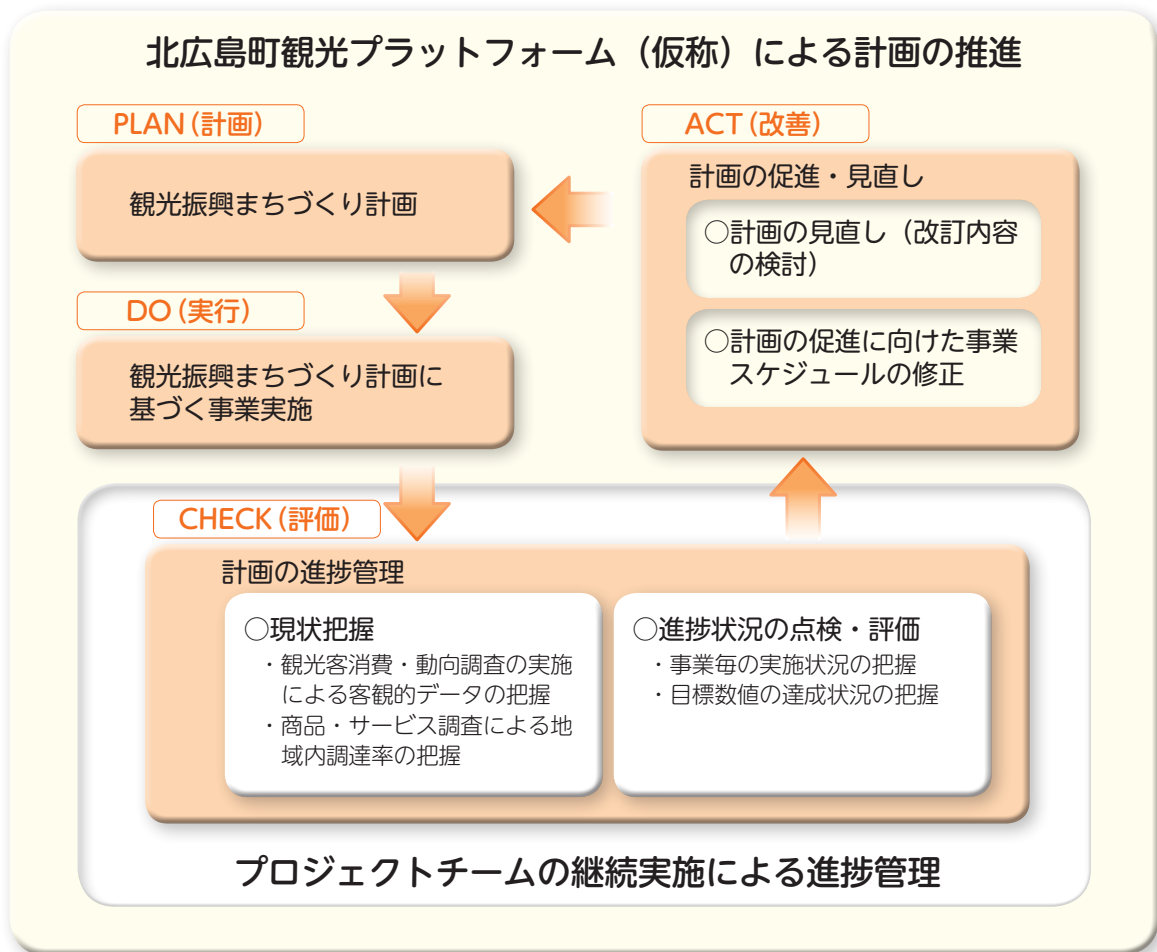 北広島町観光プラットフォーム（仮称）による計画の推進
PLAN（計画）
観光振興まちづくり計画
DO（実行）
観光振興まちづくり計画に
基づく事業実施
ACT（改善）
計画の促進・見直し
○計画の見直し（改訂内容
の検討）
○計画の促進に向けた事業
スケジュールの修正
CHECK（評価）
計画の進捗管理
○現状把握
・観光客消費・動向調査の実施
による客観的データの把握
・商品・サービス調査による地
域内調達率の把握
○進捗状況の点検・評価
・事業毎の実施状況の把握
・目標数値の達成状況の把握
プロジェクトチームの継続実施による進捗管理